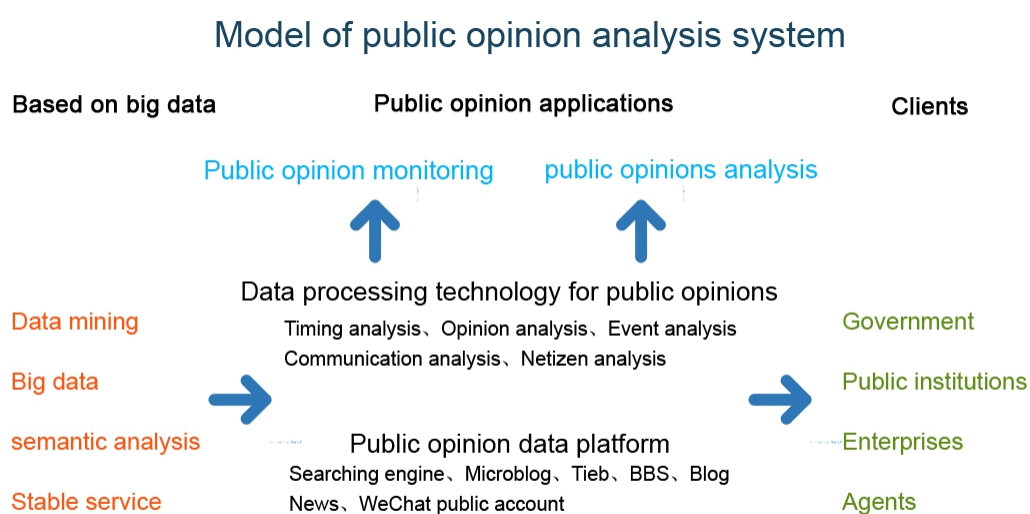 Model of public opinion analysis system
Based on big data
Public opinion applications
Clients
Public opinion monitoring
public opinions analysis
Data processing technology for public opinions
Timing analysis、Opinion analysis、Event analysis
Communication analysis、Netizen analysis
Data mining
Big data
semantic analysis
Stable service
Public opinion data platform
Searching engine、Microblog、Tieb、BBS、Blog
News、WeChat public account
Government
Public institutions
Enterprises
Agents